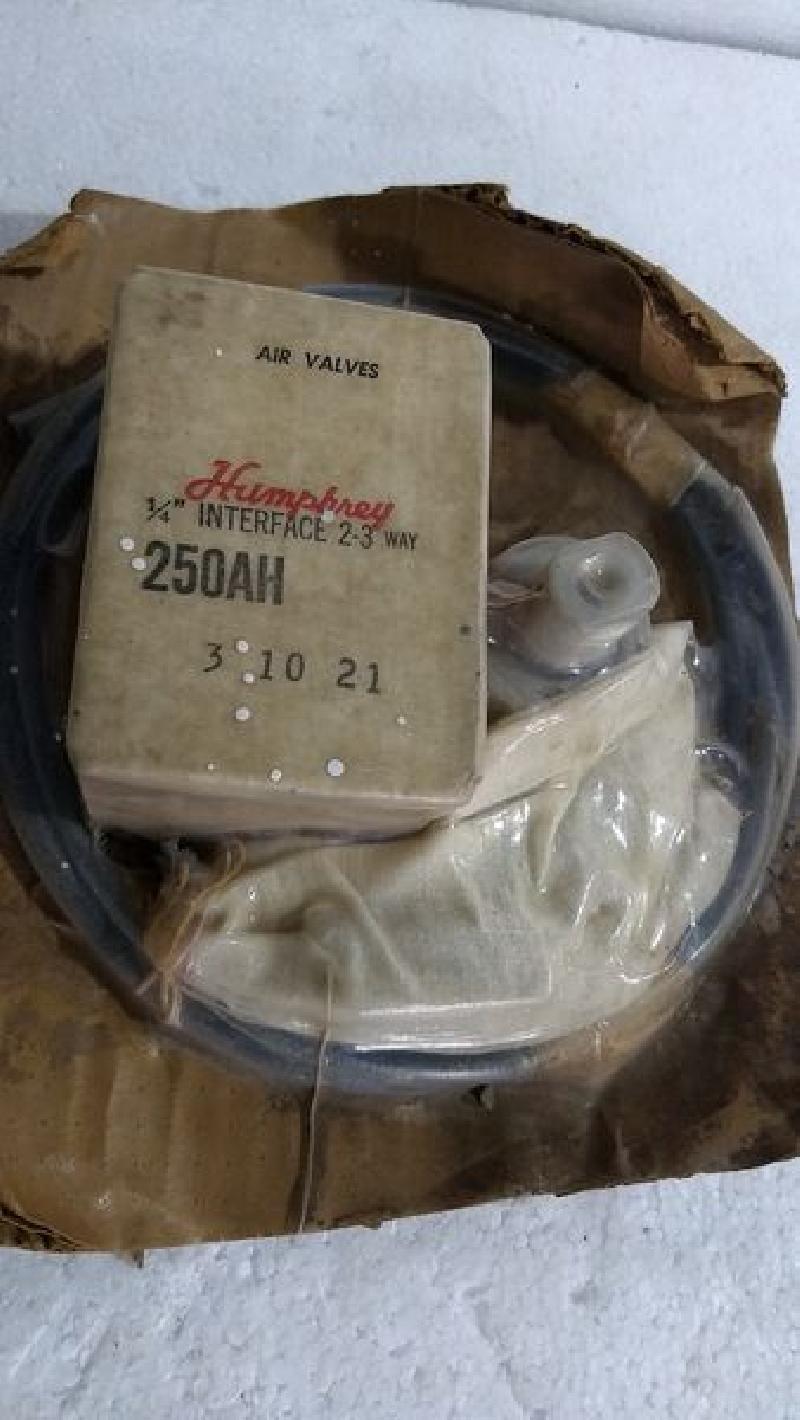 AIR VALVES
Humphrey
1/4" INTERFACE 2-3 WAY
250AH
3 10 21